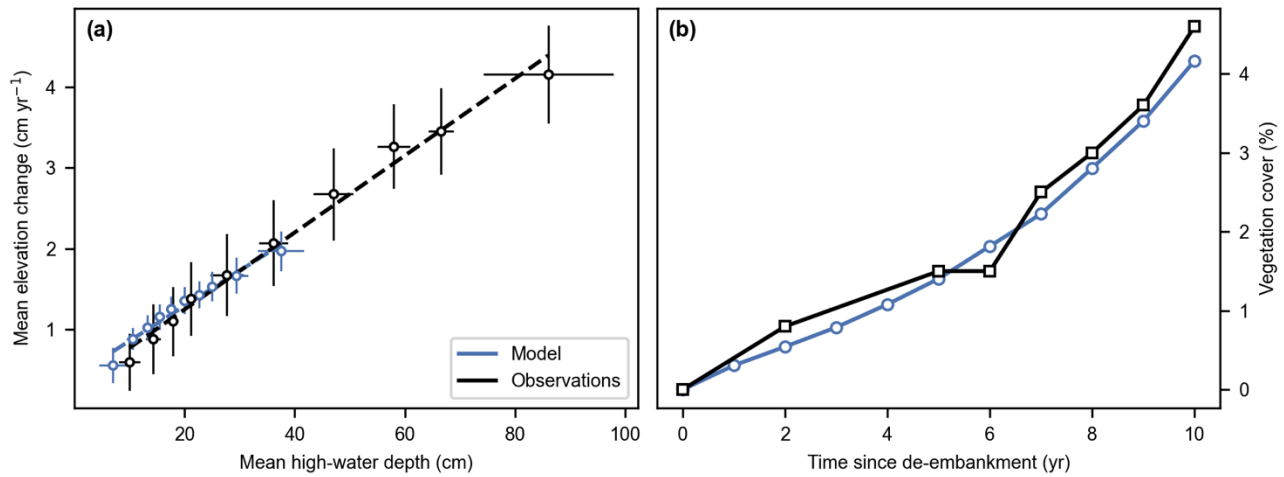 (a)
Mean elevation change (cm yr⁻¹)
4
3
2
1
Model
Observations
20 40 60 80 100
Mean high-water depth (cm)
(b)
4
3
2
1
0
Vegetation cover (%)
0 2 4 6 8 10
Time since de-embankment (yr)